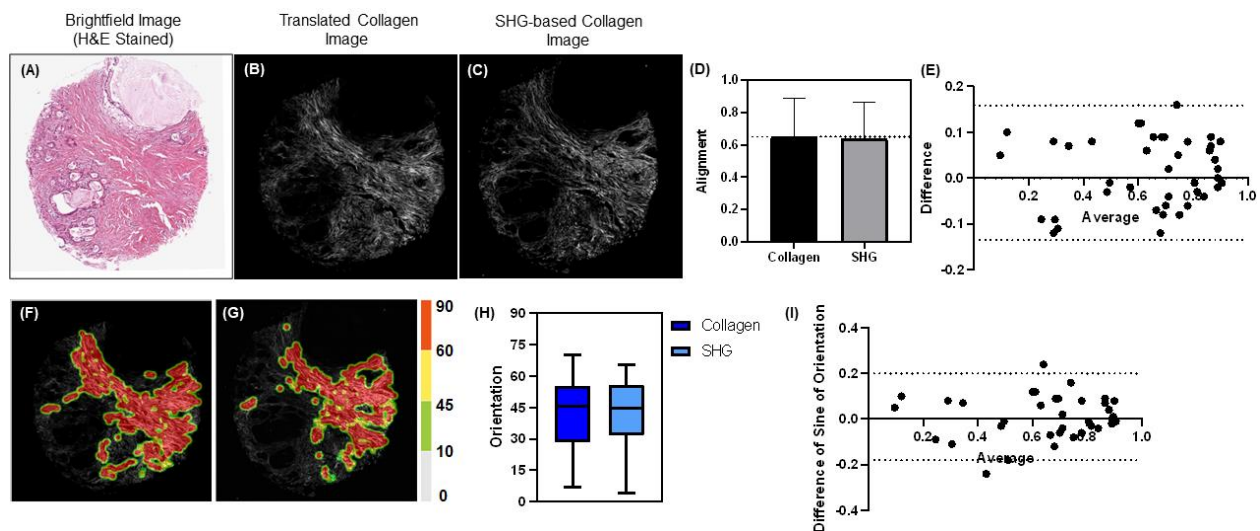 Brightfield Image
(H&E Stained)
Translated Collagen
Image
SHG-based Collagen
Image
(A)
(B)
(C)
(D)
1.0
0.8
0.6
0.4
0.2
0.0
Alignment
Collagen
SHG
(E)
0.2
0.1
0.0
-0.1
-0.2
Difference
0.2
0.4
0.6
0.8
1.0
Average
(F)
(G)
90
60
45
10
0
(H)
90
75
60
45
30
15
0
Orientation
Collagen
SHG
(I)
0.4
0.2
0.0
-0.2
-0.4
Difference of Sine of Orientation
0.2
0.4
0.6
0.8
1.0
Average